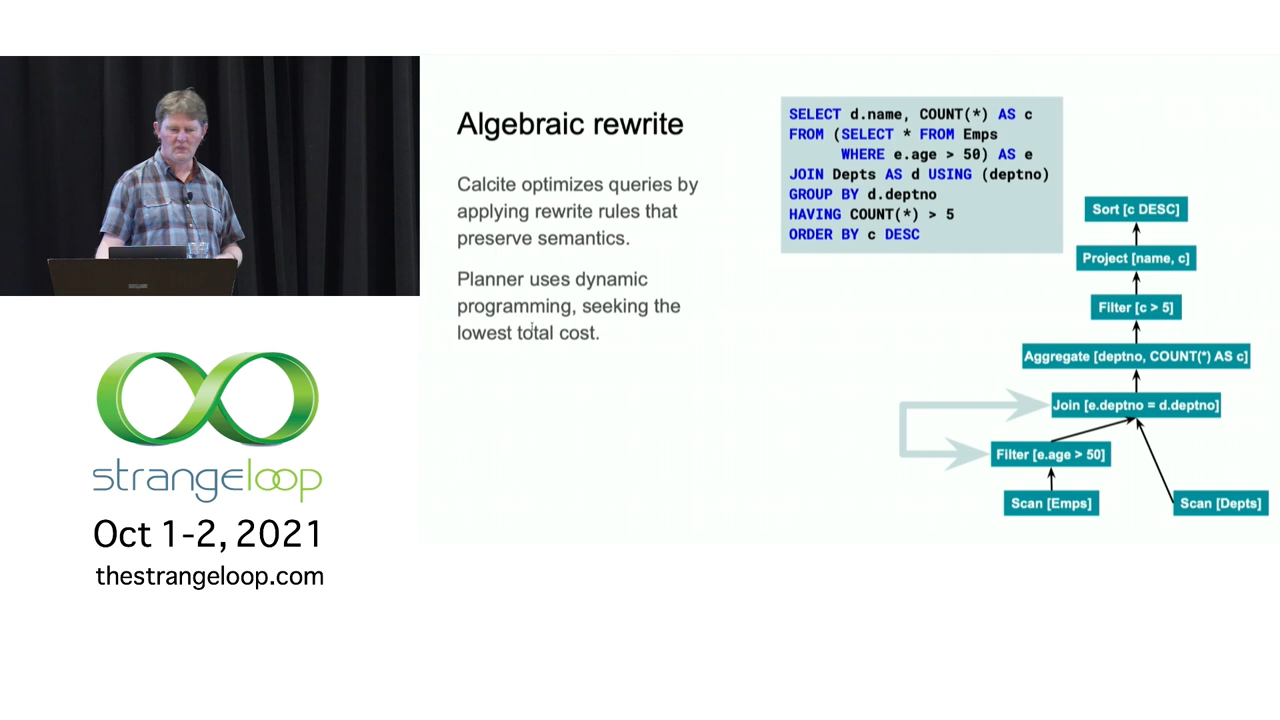 Algebraic rewrite
Calcite optimizes queries by
applying rewrite rules that
preserve semantics.
Planner uses dynamic
programming, seeking the
lowest total cost.
SELECT d.name, COUNT(*) AS c
FROM (SELECT * FROM Emps
WHERE e.age > 50) AS e
JOIN Depts AS d USING (deptno)
GROUP BY d.deptno
HAVING COUNT(*) > 5
ORDER BY c DESC
Sort [c DESC]
Project [name, c]
Filter [c > 5]
Aggregate [deptno, COUNT(*) AS c]
Join [e.deptno = d.deptno]
Filter [e.age > 50]
Scan [Emps]
Scan [Depts]
strangeloop
Oct 1-2, 2021
thestrangeloop.com